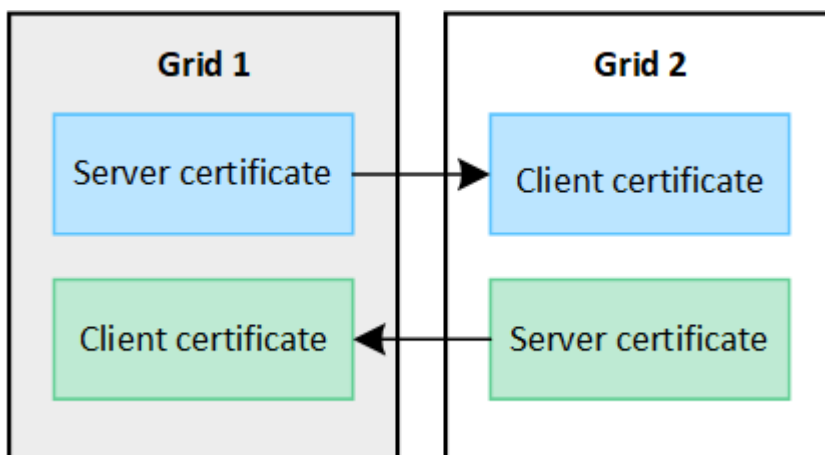 Grid 1
Grid 2
Server certificate
Client certificate
Client certificate
Server certificate